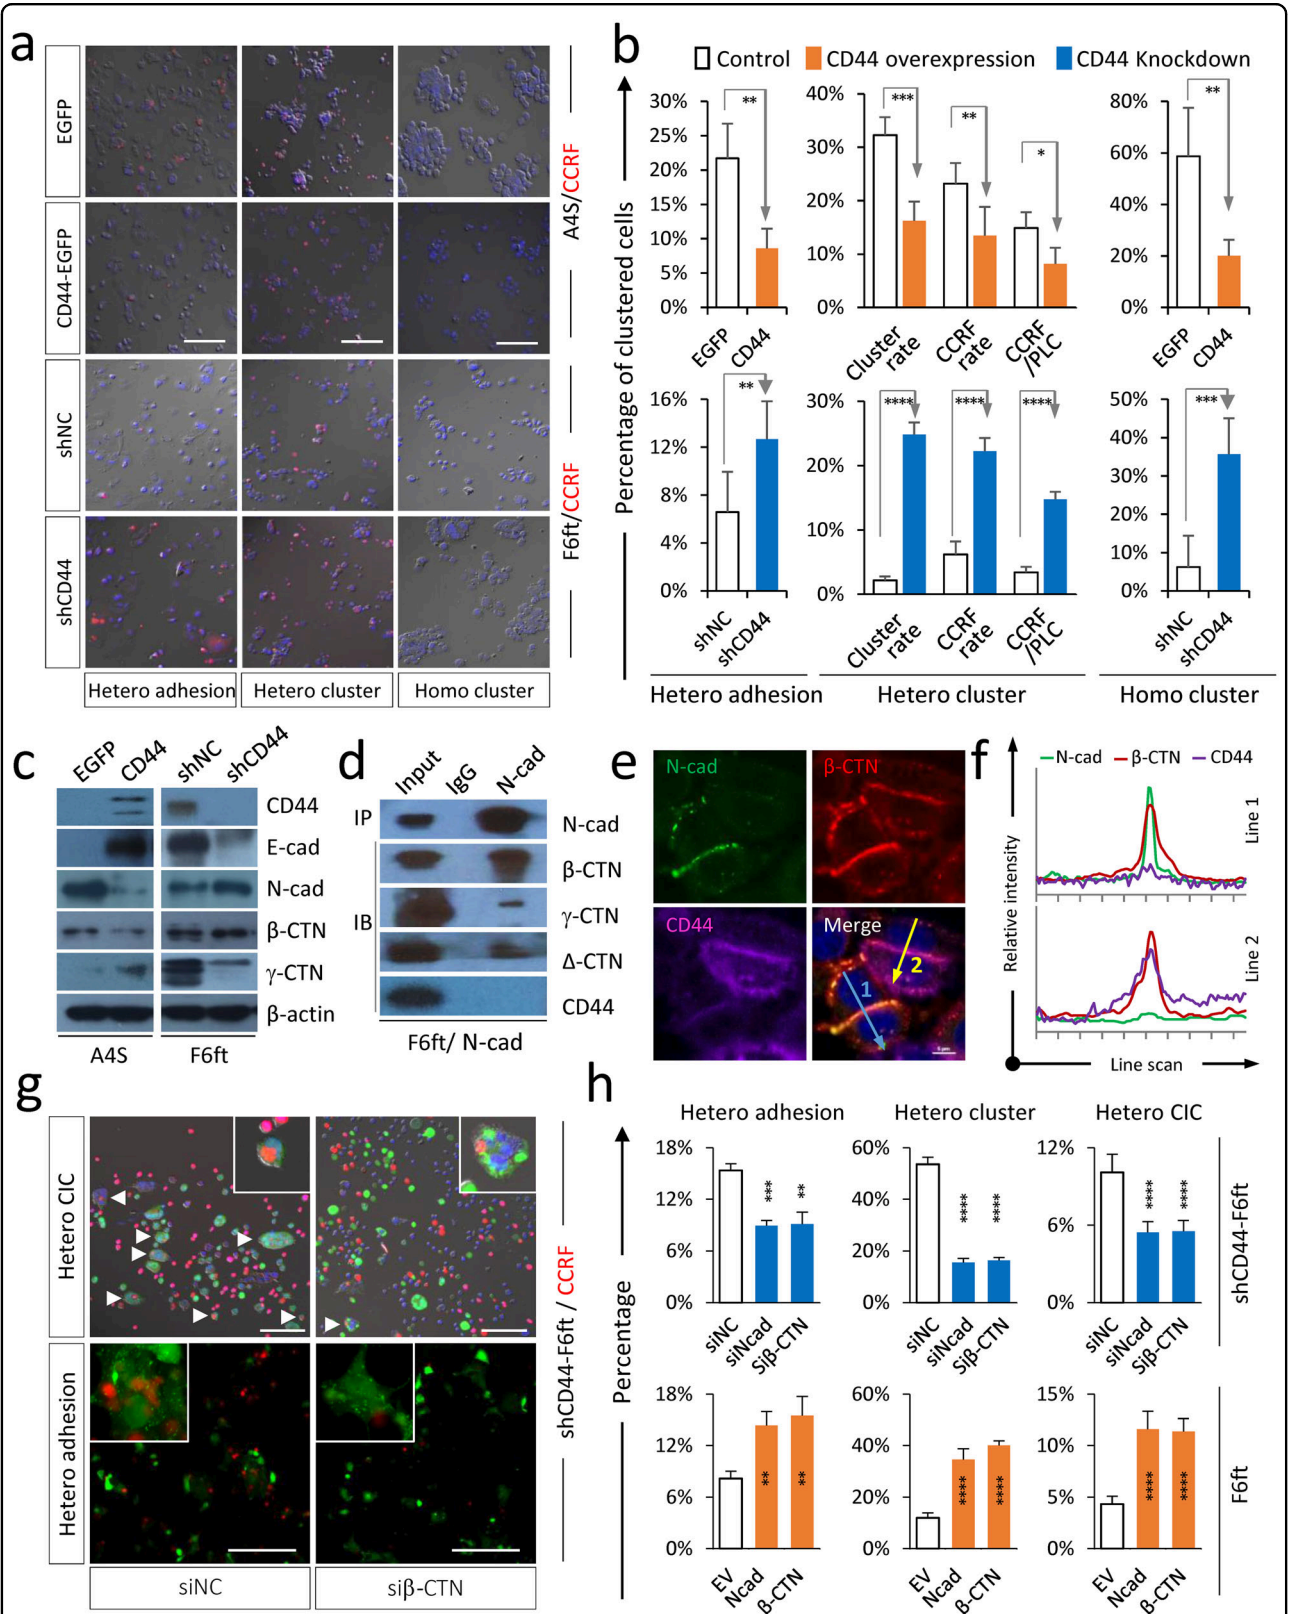 a
EGFP
CD44-EGFP
shNC
shCD44
A4S/CCRF
F6ft/CCRF
Hetero adhesion
Hetero cluster
Homo cluster
b
Control
CD44 overexpression
CD44 Knockdown
Percentage of clustered cells
30%
25%
20%
15%
10%
5%
0%
**
EGFP
CD44
40%
30%
20%
10%
0%
***
**
*
Cluster rate
CCRF rate
CCRF /PLC
80%
60%
40%
20%
0%
**
EGFP
CD44
16%
12%
8%
4%
0%
**
shNC
shCD44
30%
20%
10%
0%
****
****
****
Cluster rate
CCRF rate
CCRF /PLC
50%
40%
30%
20%
10%
0%
***
shNC
shCD44
Hetero adhesion
Hetero cluster
Homo cluster
c
EGFP
CD44
shNC
shCD44
CD44
E-cad
N-cad
β-CTN
γ-CTN
β-actin
A4S
F6ft
d
Input
IgG
N-cad
IP
IB
N-cad
β-CTN
γ-CTN
Δ-CTN
CD44
F6ft/ N-cad
e
N-cad
β-CTN
CD44
Merge
1
2
f
N-cad
β-CTN
CD44
Relative intensity
Line 1
Line 2
Line scan
g
Hetero CIC
Hetero adhesion
siNC
siβ-CTN
shCD44-F6ft / CCRF
h
Percentage
Hetero adhesion
Hetero cluster
Hetero CIC
18%
12%
6%
0%
***
**
siNC
siNcad
Siβ-CTN
60%
40%
20%
0%
****
****
siNC
siNcad
Siβ-CTN
12%
6%
0%
****
****
siNC
siNcad
Siβ-CTN
shCD44-F6ft
18%
12%
6%
0%
**
**
EV
Ncad
β-CTN
60%
40%
20%
0%
****
****
EV
Ncad
β-CTN
15%
10%
5%
0%
****
****
EV
Ncad
β-CTN
F6ft